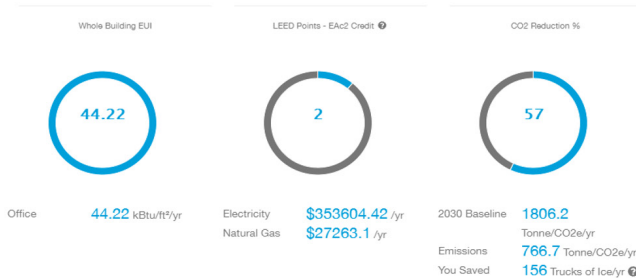 Whole Building EUI
44.22
Office 44.22 kBtu/ft²/yr
LEED Points - EAc2 Credit ?
2
Electricity $353604.42 /yr
Natural Gas $27263.1 /yr
CO2 Reduction %
57
2030 Baseline 1806.2
Tonne/CO2e/yr
Emissions 766.7 Tonne/CO2e/yr
You Saved 156 Trucks of Ice/yr ?